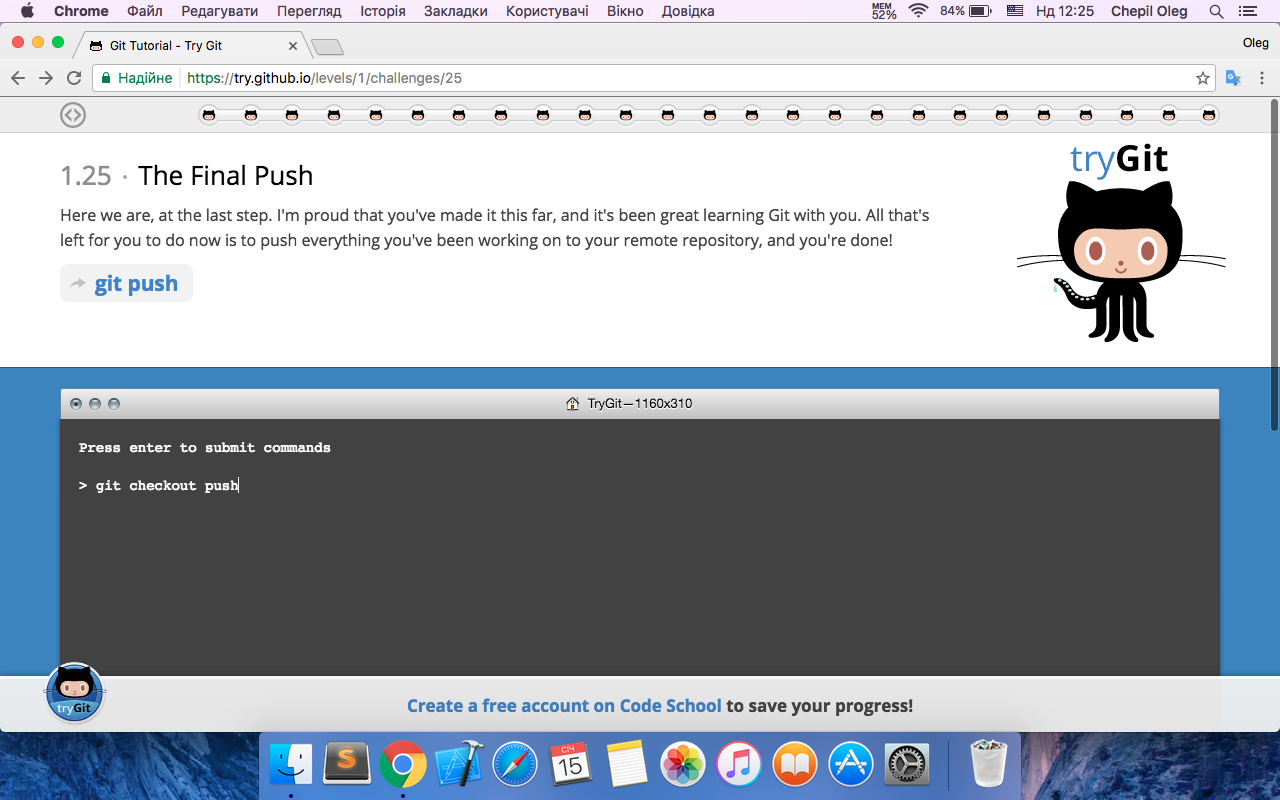 Chrome Файл Редагувати Перегляд Історія Закладки Користувачі Вікно Довідка MEM 52% 84% Нд 12:25 Chepil Oleg
Git Tutorial - Try Git
Oleg
Надійне https://try.github.io/levels/1/challenges/25
tryGit
1.25 · The Final Push
Here we are, at the last step. I'm proud that you've made it this far, and it's been great learning Git with you. All that's
left for you to do now is to push everything you've been working on to your remote repository, and you're done!
git push
TryGit—1160x310
Press enter to submit commands
> git checkout push
tryGit
Create a free account on Code School to save your progress!
S
СІЧ
15